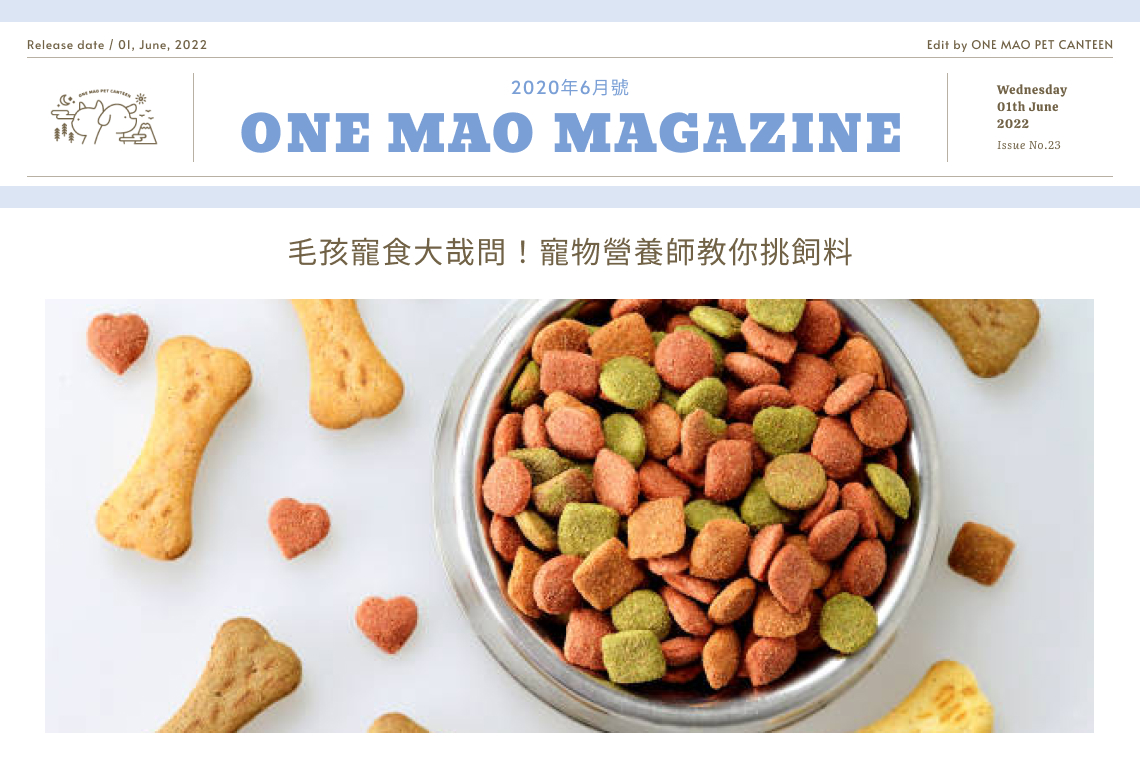 Release date / 01, June, 2022
Edit by ONE MAO PET CANTEEN
ONE MAO PET CANTEEN
2020年6月號
ONE MAO MAGAZINE
Wednesday
01th June
2022
Issue No.23
毛孩寵食大哉問！寵物營養師教你挑飼料